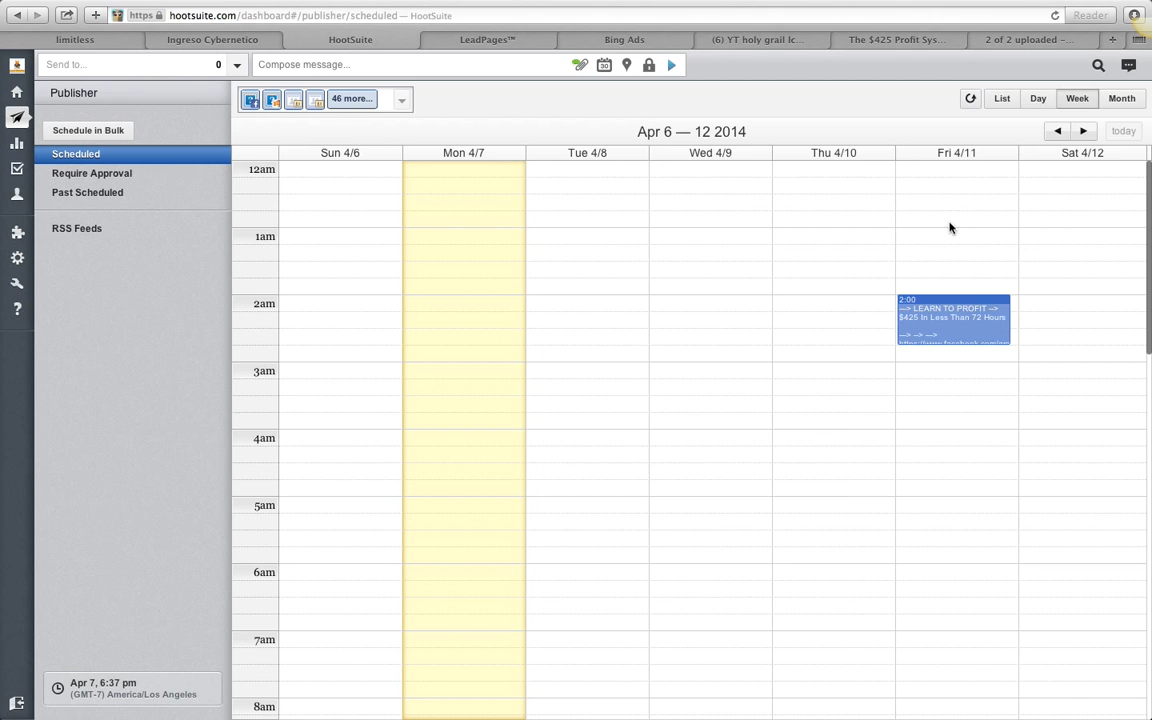 https hootsuite.com/dashboard#/publisher/scheduled — HootSuite
Reader
limitless
Ingreso Cybernetico
HootSuite
LeadPages™
Bing Ads
(6) YT holy grail lc...
The $425 Profit Sys...
2 of 2 uploaded –...
Send to...
0
Compose message...
30
Publisher
46 more...
List
Day
Week
Month
Schedule in Bulk
Apr 6 — 12 2014
today
Scheduled
Require Approval
Past Scheduled
RSS Feeds
Sun 4/6
Mon 4/7
Tue 4/8
Wed 4/9
Thu 4/10
Fri 4/11
Sat 4/12
12am
1am
2am
2:00
—> LEARN TO PROFIT –>
$425 In Less Than 72 Hours
—> –> —>
3am
4am
5am
6am
7am
8am
Apr 7, 6:37 pm
(GMT-7) America/Los Angeles